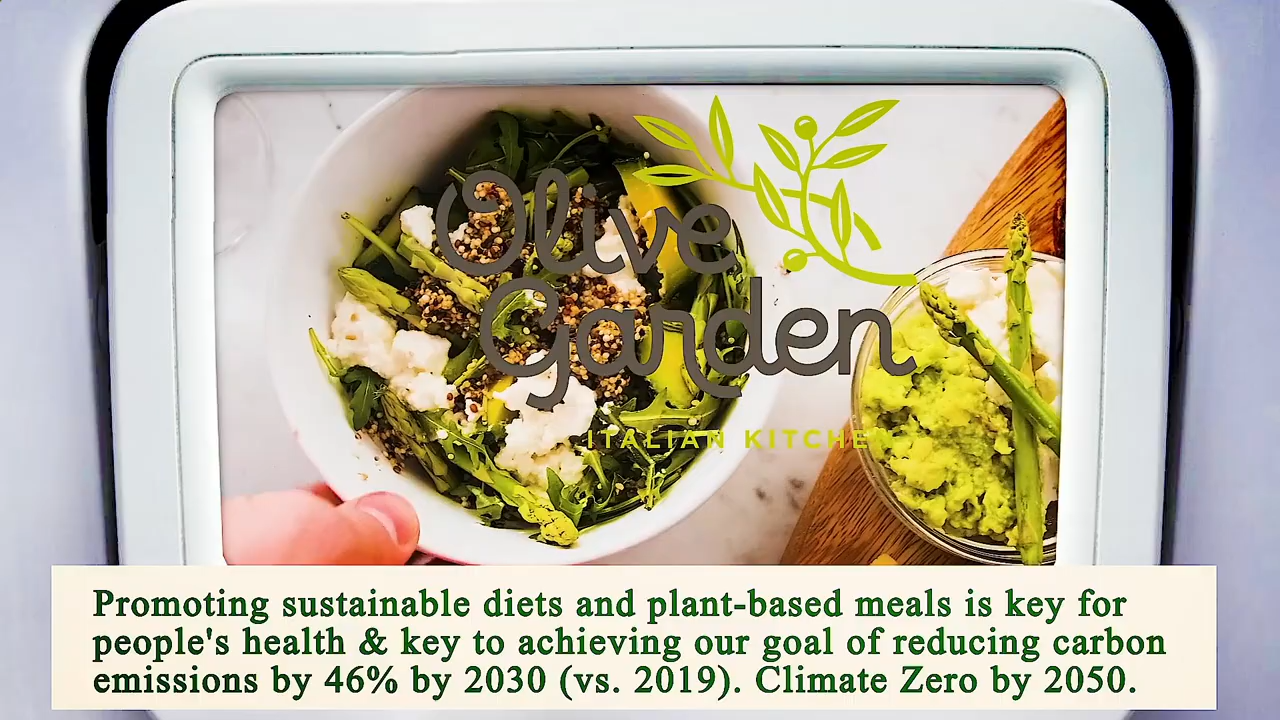 Olive
Garden
ITALIAN KITCHEN
Promoting sustainable diets and plant-based meals is key for
people's health & key to achieving our goal of reducing carbon
emissions by 46% by 2030 (vs. 2019). Climate Zero by 2050.